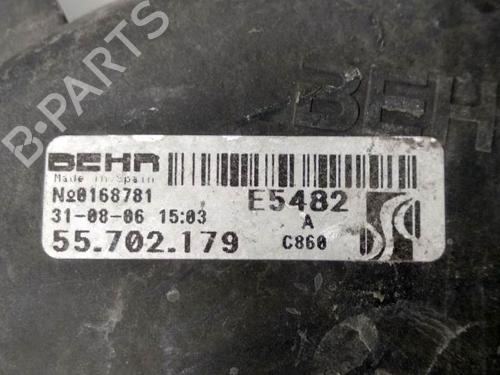 B-PARTS
BEH
BEHR
Made in Spain
№0168781
31-08-06 15:03
55.702.179
E5482
A
C860